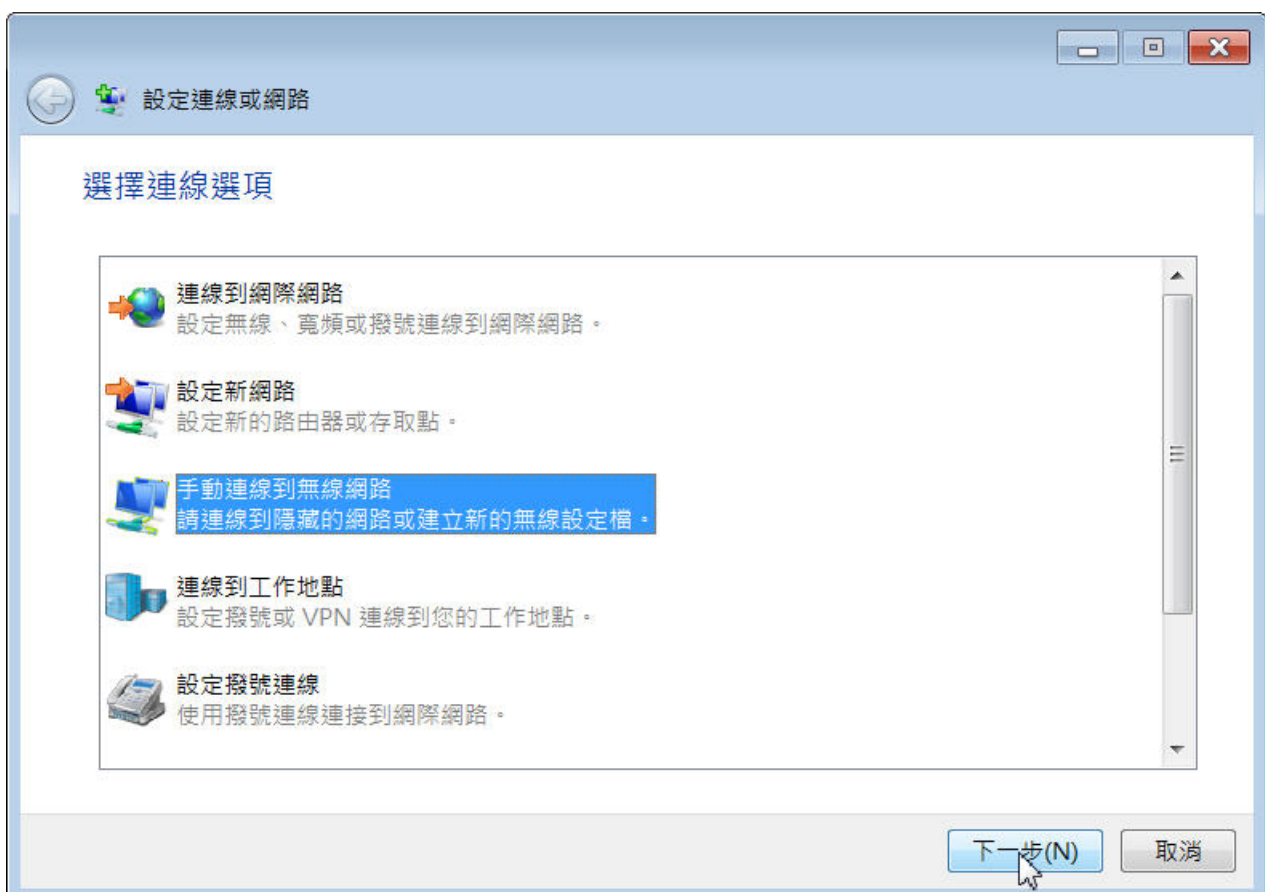 設定連線或網路
選擇連線選項
連線到網際網路
設定無線、寬頻或撥號連線到網際網路。
設定新網路
設定新的路由器或存取點。
手動連線到無線網路
請連線到隱藏的網路或建立新的無線設定檔。
連線到工作地點
設定撥號或 VPN 連線到您的工作地點。
設定撥號連線
使用撥號連線連接到網際網路。
下一步(N) 取消